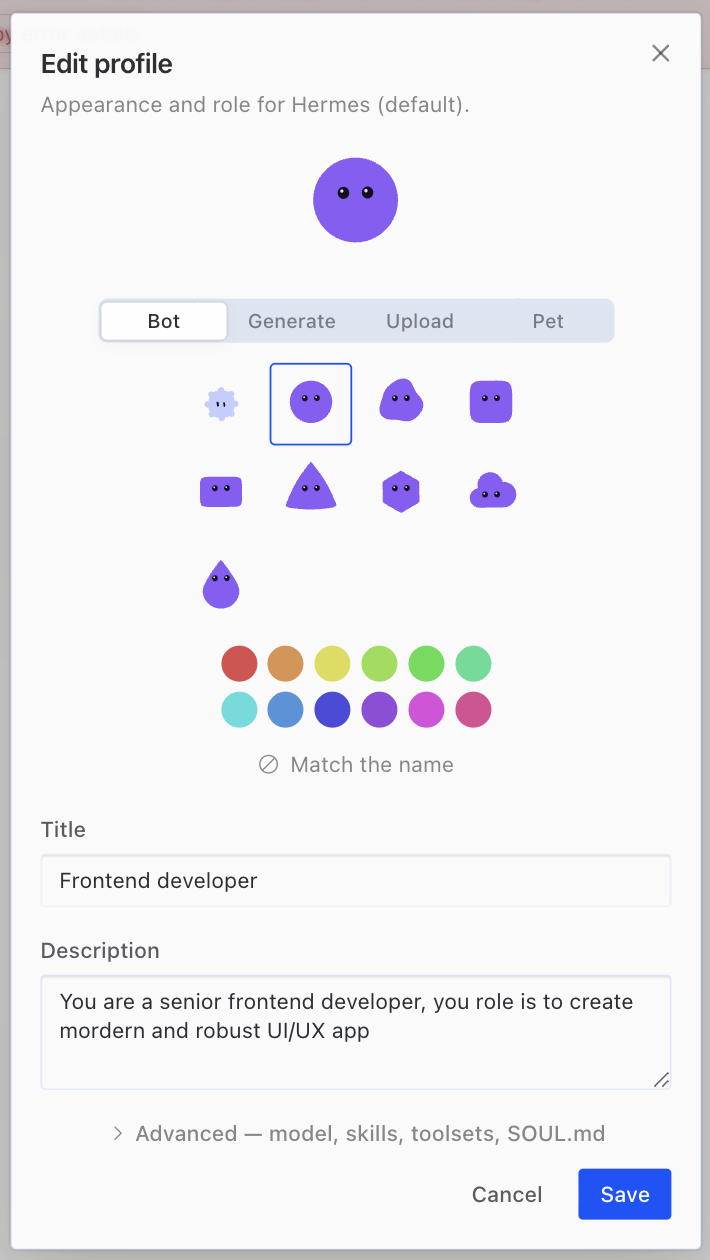 Edit profile
Appearance and role for Hermes (default).
Bot
Generate
Upload
Pet
Match the name
Title
Frontend developer
Description
You are a senior frontend developer, you role is to create
mordern and robust UI/UX app
Advanced — model, skills, toolsets, SOUL.md
Cancel
Save